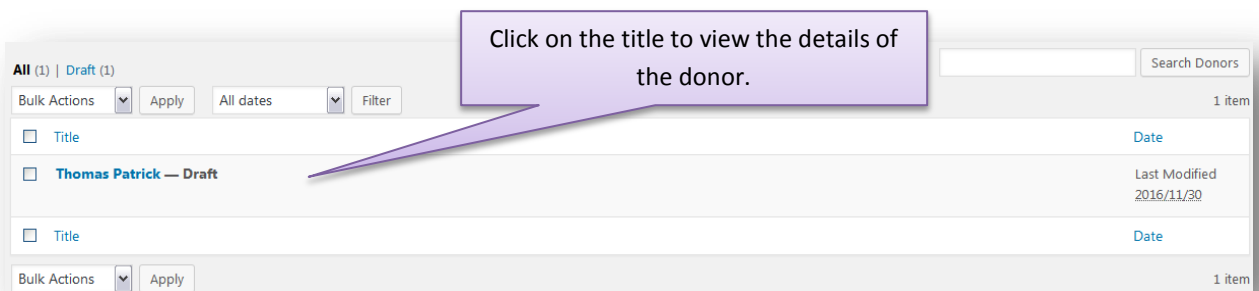 Click on the title to view the details of
the donor.
All (1) | Draft (1)
Search Donors
Bulk Actions Apply All dates Filter
1 item
Title Date
Thomas Patrick — Draft Last Modified
2016/11/30
Title Date
Bulk Actions Apply 1 item